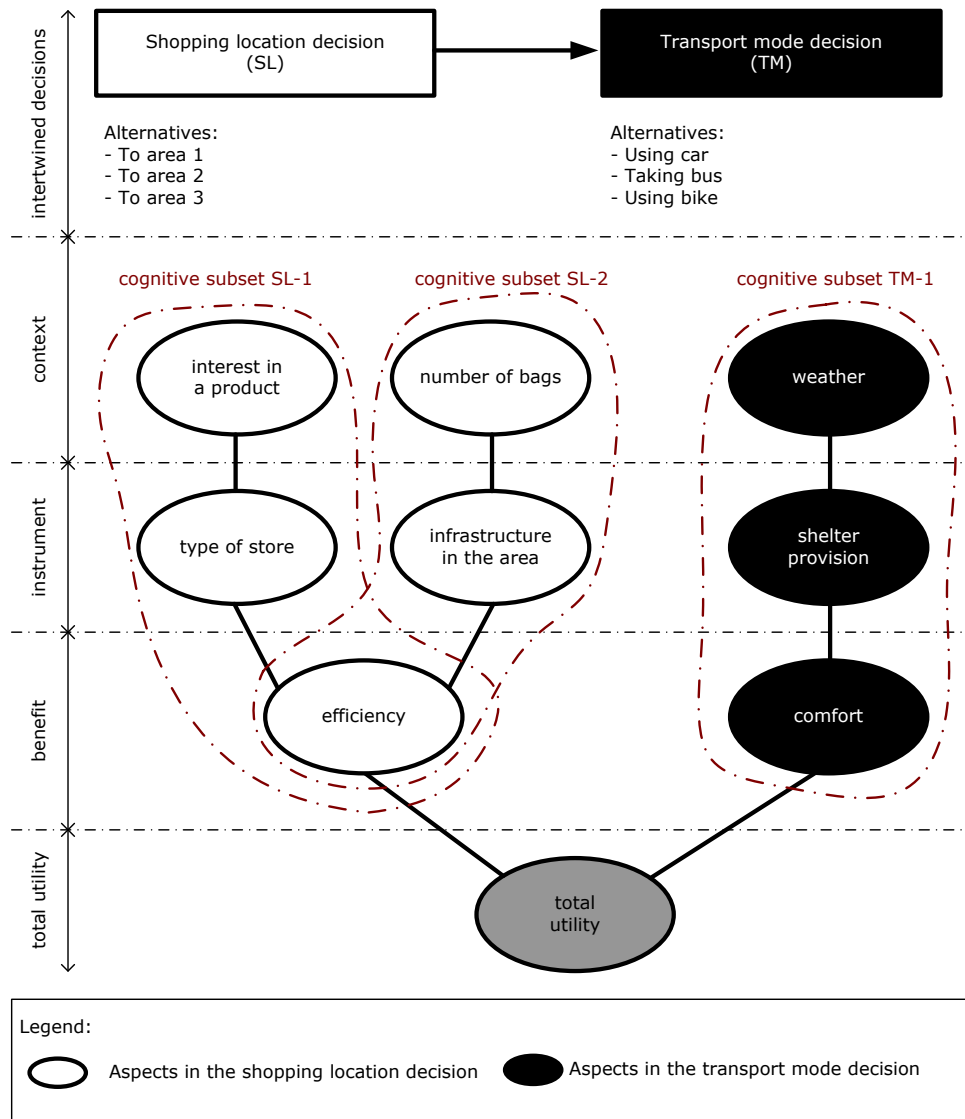 intertwined decisions
Shopping location decision
(SL)
Transport mode decision
(TM)
Alternatives:
- To area 1
- To area 2
- To area 3
Alternatives:
- Using car
- Taking bus
- Using bike
cognitive subset SL-1
cognitive subset SL-2
cognitive subset TM-1
context
interest in
a product
number of bags
weather
instrument
type of store
infrastructure
in the area
shelter
provision
benefit
efficiency
comfort
total utility
total
utility
Legend:
Aspects in the shopping location decision
Aspects in the transport mode decision